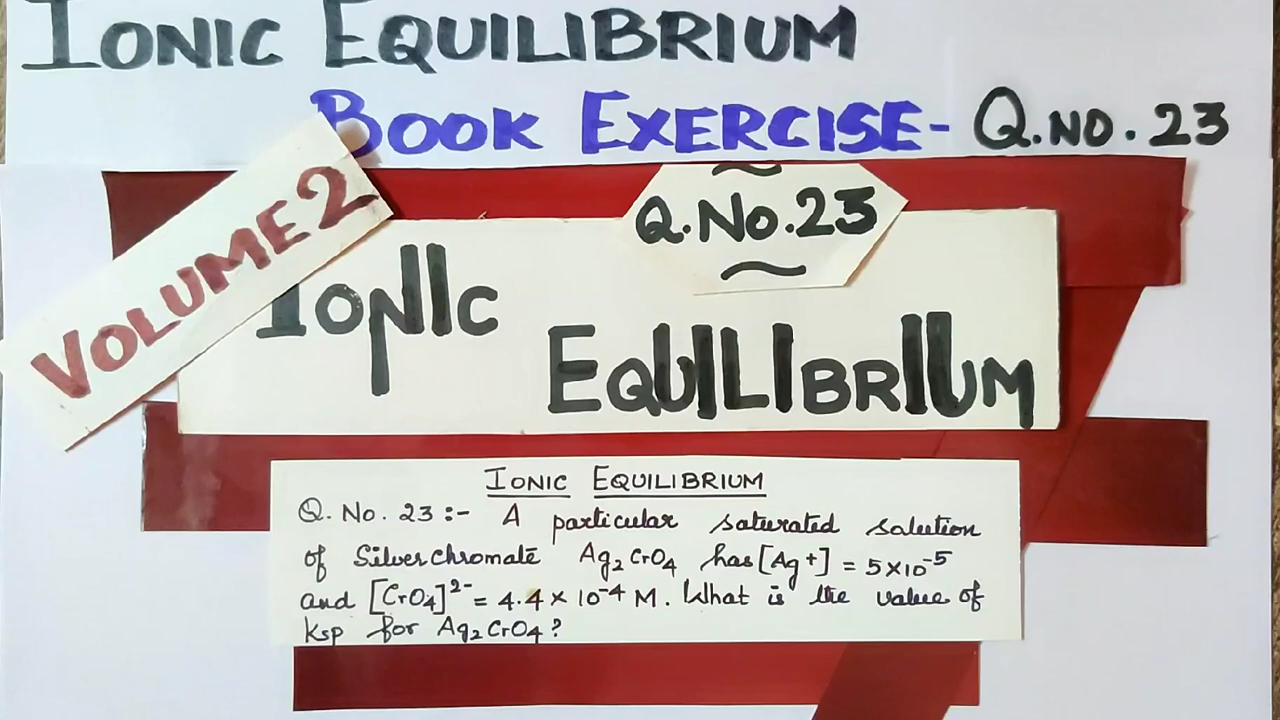 IONIC EQUILIBRIUM
BOOK EXERCISE- Q.NO. 23
VOLUME 2
Q.No.23
IONIC
EQUILIBRIUM
IONIC EQUILIBRIUM
Q. No. 23 :- A particular saturated solution
of Silverchromate Ag₂CrO₄ has [Ag⁺] = 5×10⁻⁵
and [CrO₄]²⁻ = 4.4 × 10⁻⁴ M. What is the value of
Ksp for Ag₂CrO₄?